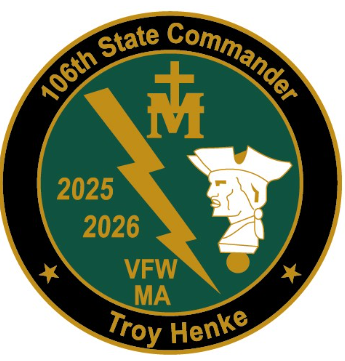 106th State Commander
M
2025
2026
VFW
MA
Troy Henke